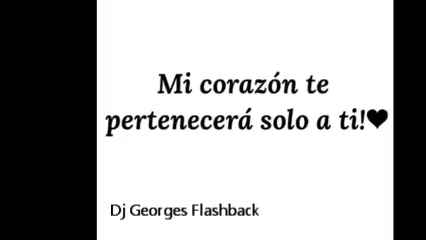 Mi corazón te
pertenecerá solo a ti!♥
Dj Georges Flashback